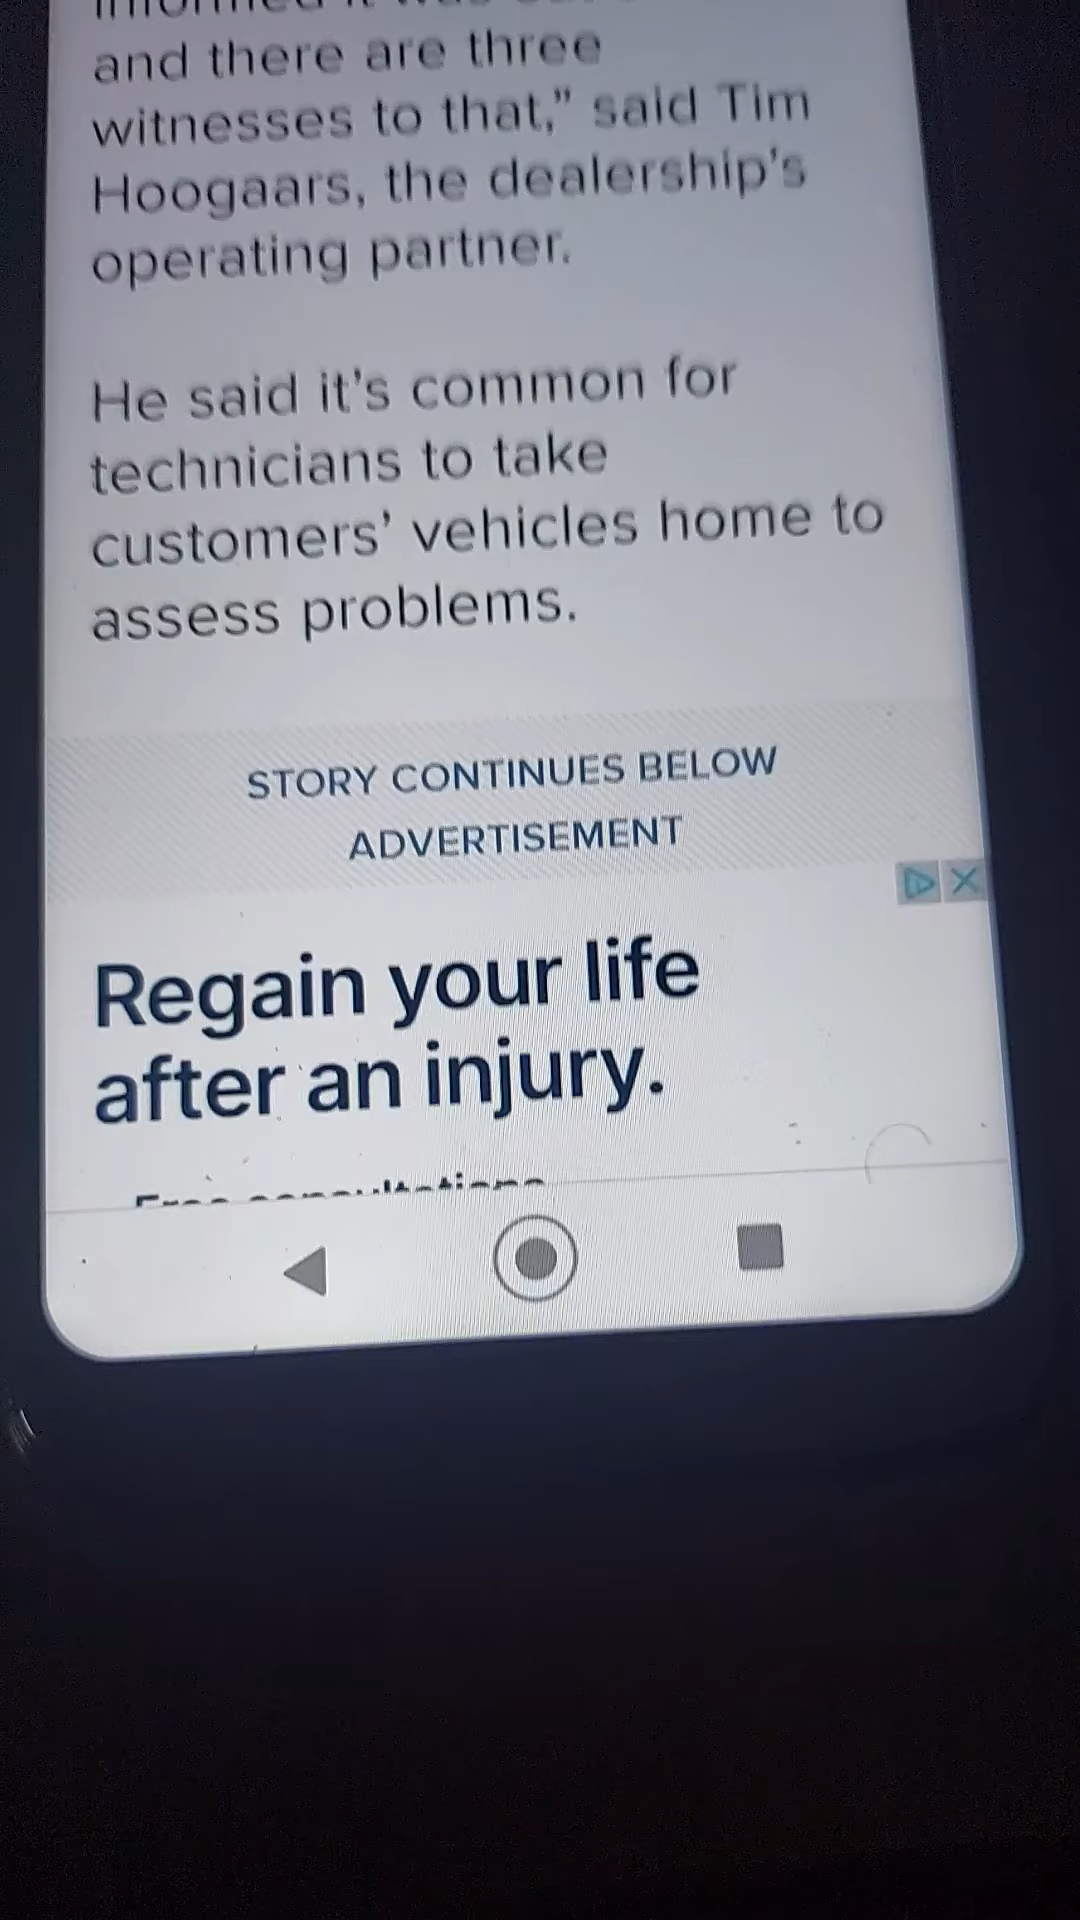 and there are three
witnesses to that,” said Tim
Hoogaars, the dealership’s
operating partner.
He said it’s common for
technicians to take
customers’ vehicles home to
assess problems.
STORY CONTINUES BELOW
ADVERTISEMENT
Regain your life
after an injury.